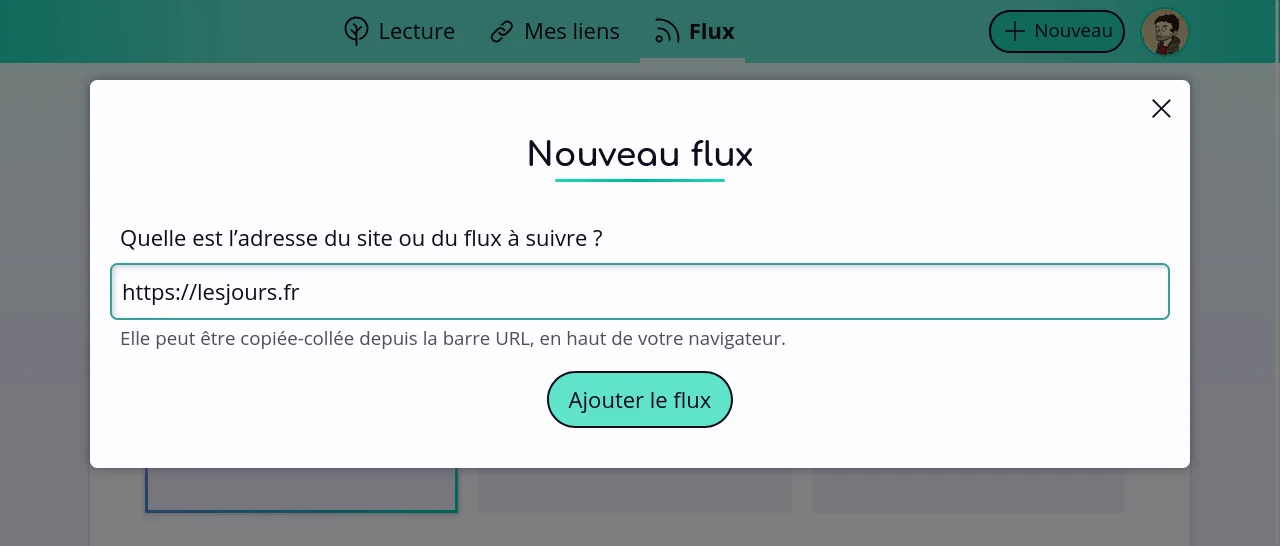 Lecture
Mes liens
Flux
Nouveau
Nouveau flux
Quelle est l’adresse du site ou du flux à suivre ?
https://lesjours.fr
Elle peut être copiée-collée depuis la barre URL, en haut de votre navigateur.
Ajouter le flux